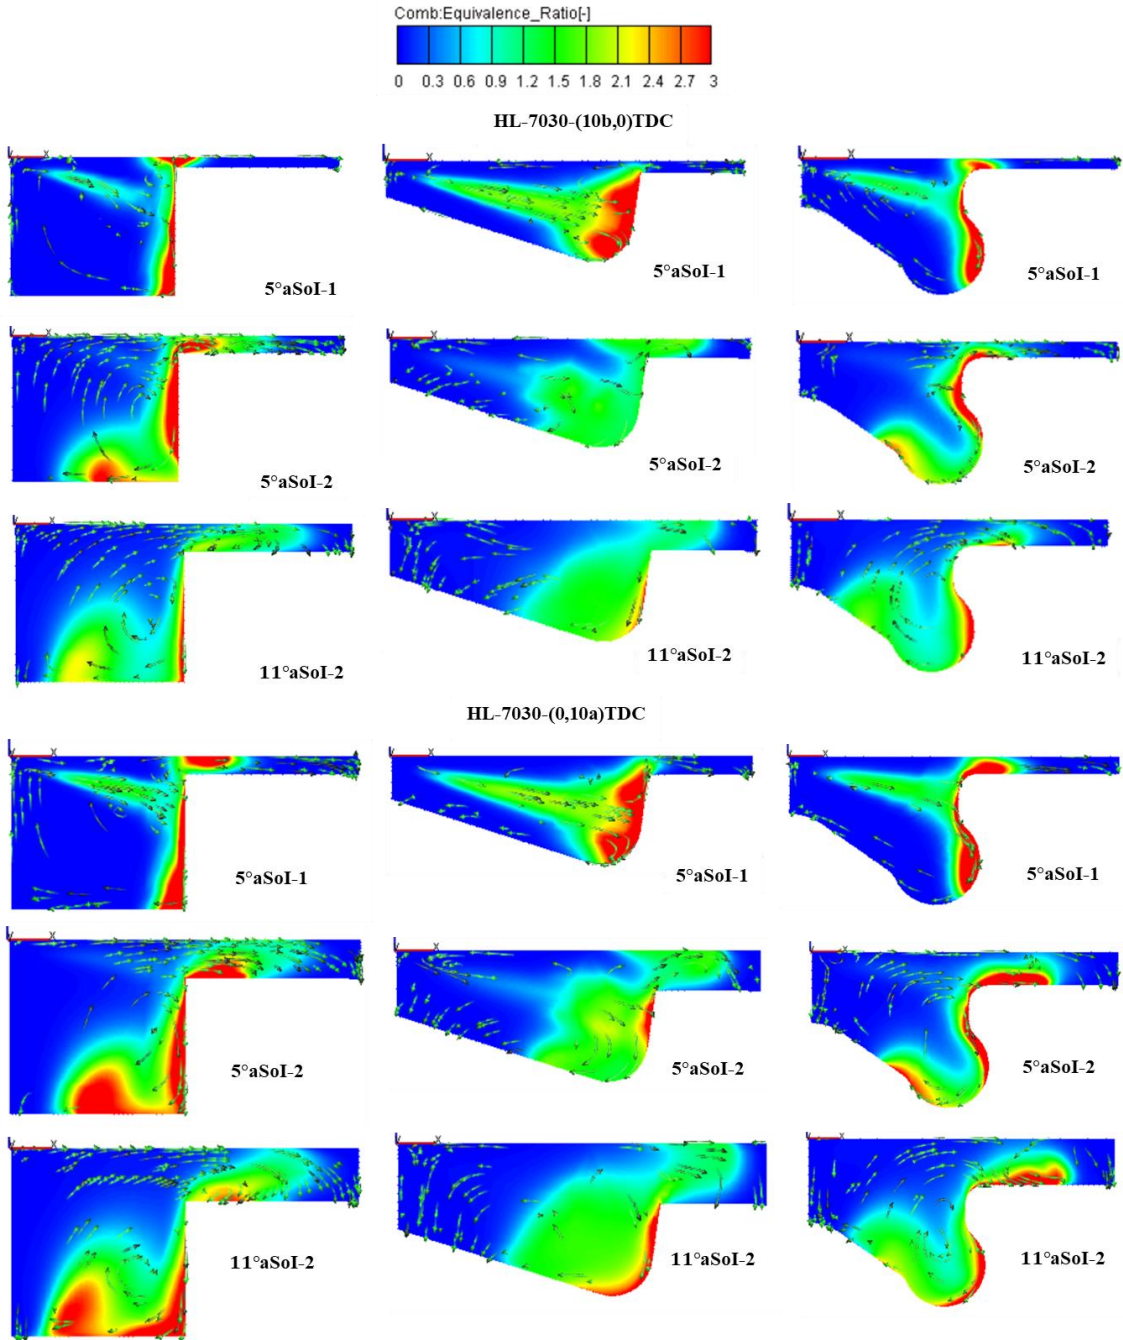 Comb:Equivalence_Ratio[-]
0 0.3 0.6 0.9 1.2 1.5 1.8 2.1 2.4 2.7 3
HL-7030-(10b,0)TDC
5°aSoI-1 5°aSoI-1 5°aSoI-1
5°aSoI-2 5°aSoI-2 5°aSoI-2
11°aSoI-2 11°aSoI-2 11°aSoI-2
HL-7030-(0,10a)TDC
5°aSoI-1 5°aSoI-1 5°aSoI-1
5°aSoI-2 5°aSoI-2 5°aSoI-2
11°aSoI-2 11°aSoI-2 11°aSoI-2